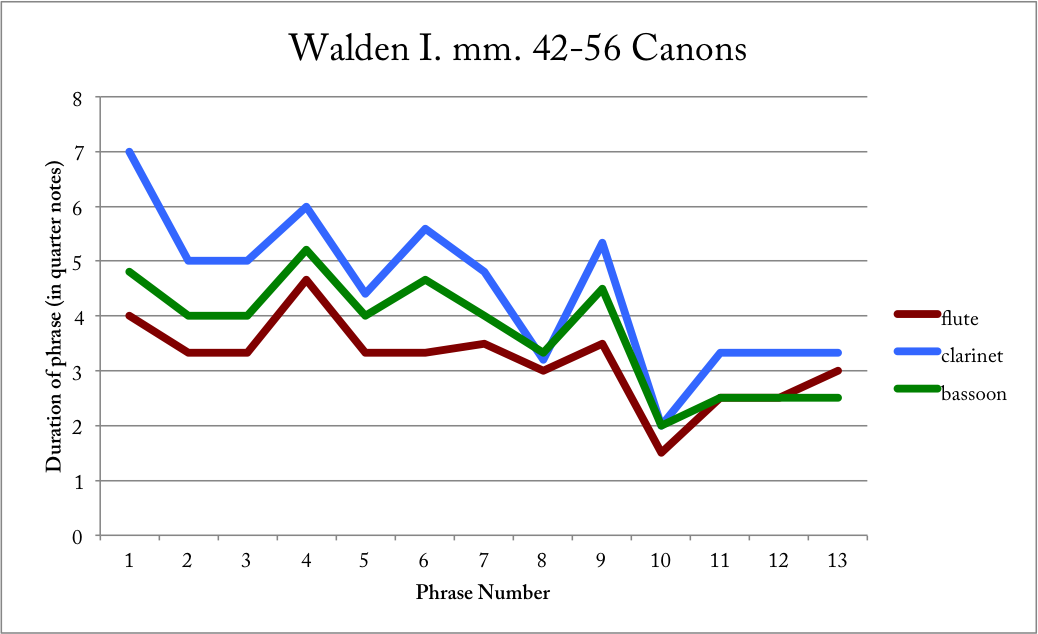 Walden I. mm. 42-56 Canons
8
7
6
5
4
3
2
1
0
Duration of phrase (in quarter notes)
1 2 3 4 5 6 7 8 9 10 11 12 13
Phrase Number
flute
clarinet
bassoon